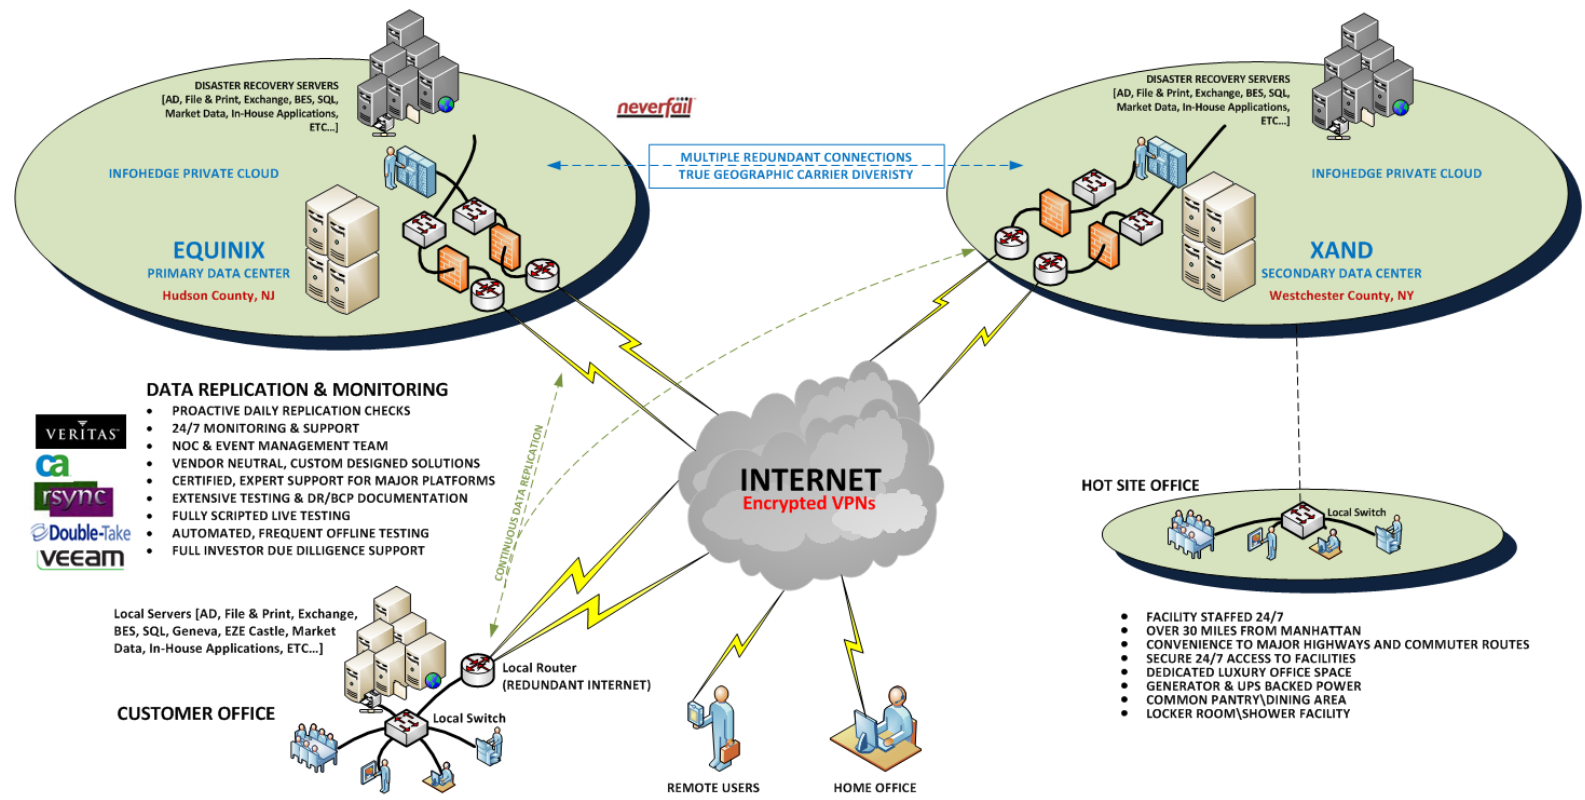 DISASTER RECOVERY SERVERS
[AD, File & Print, Exchange, BES, SQL,
Market Data, In-House Applications,
ETC...]
INFOHEDGE PRIVATE CLOUD
EQUINIX
PRIMARY DATA CENTER
Hudson County, NJ
neverfail
MULTIPLE REDUNDANT CONNECTIONS
TRUE GEOGRAPHIC CARRIER DIVERISTY
DISASTER RECOVERY SERVERS
[AD, File & Print, Exchange, BES, SQL,
Market Data, In-House Applications,
ETC...]
INFOHEDGE PRIVATE CLOUD
XAND
SECONDARY DATA CENTER
Westchester County, NY
DATA REPLICATION & MONITORING
• PROACTIVE DAILY REPLICATION CHECKS
• 24/7 MONITORING & SUPPORT
• NOC & EVENT MANAGEMENT TEAM
• VENDOR NEUTRAL, CUSTOM DESIGNED SOLUTIONS
• CERTIFIED, EXPERT SUPPORT FOR MAJOR PLATFORMS
• EXTENSIVE TESTING & DR/BCP DOCUMENTATION
• FULLY SCRIPTED LIVE TESTING
• AUTOMATED, FREQUENT OFFLINE TESTING
• FULL INVESTOR DUE DILLIGENCE SUPPORT
VERITAS
ca
rsync
Double-Take
veeam
CONTINUOUS DATA REPLICATION
INTERNET
Encrypted VPNs
HOT SITE OFFICE
Local Switch
• FACILITY STAFFED 24/7
• OVER 30 MILES FROM MANHATTAN
• CONVENIENCE TO MAJOR HIGHWAYS AND COMMUTER ROUTES
• SECURE 24/7 ACCESS TO FACILITIES
• DEDICATED LUXURY OFFICE SPACE
• GENERATOR & UPS BACKED POWER
• COMMON PANTRY\DINING AREA
• LOCKER ROOM\SHOWER FACILITY
Local Servers [AD, File & Print, Exchange,
BES, SQL, Geneva, EZE Castle, Market
Data, In-House Applications, ETC...]
Local Router
(REDUNDANT INTERNET)
CUSTOMER OFFICE
Local Switch
REMOTE USERS
HOME OFFICE